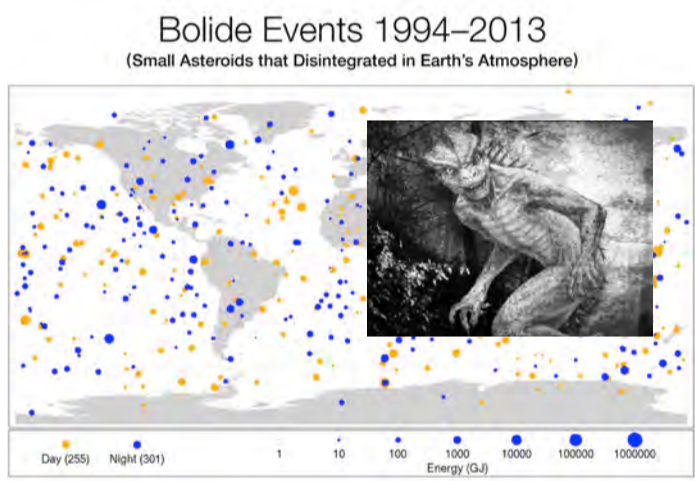 Bolide Events 1994–2013
(Small Asteroids that Disintegrated in Earth's Atmosphere)
Day (255) Night (301) 1 10 100 1000 10000 100000 1000000
Energy (GJ)